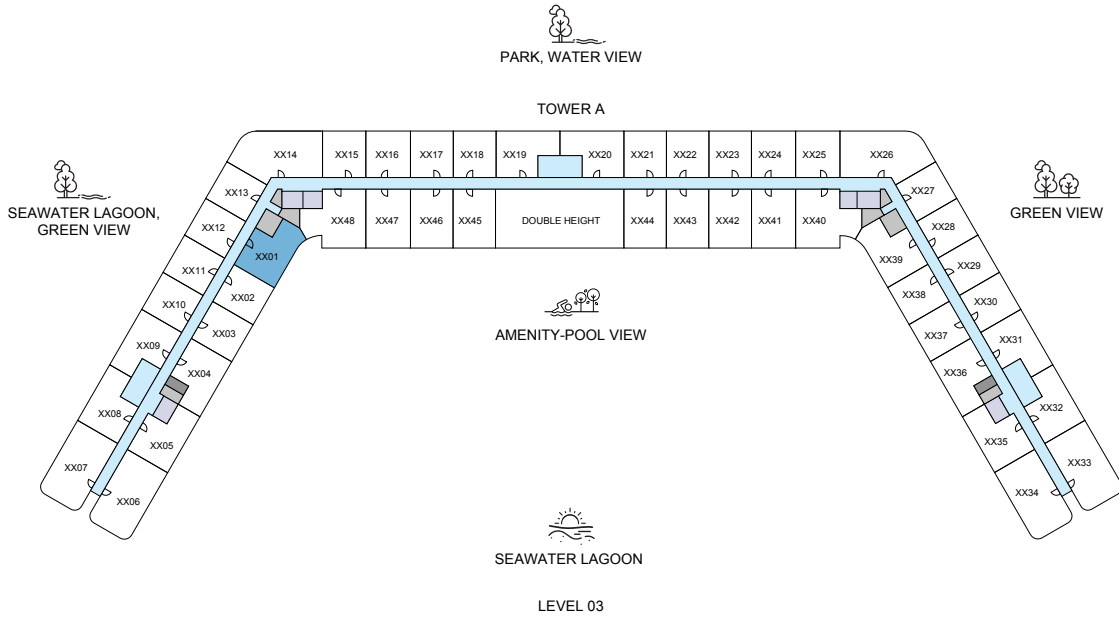 PARK, WATER VIEW
TOWER A
SEAWATER LAGOON,
GREEN VIEW
GREEN VIEW
XX14
XX15
XX16
XX17
XX18
XX19
XX20
XX21
XX22
XX23
XX24
XX25
XX26
XX13
XX27
XX12
XX48
XX47
XX46
XX45
DOUBLE HEIGHT
XX44
XX43
XX42
XX41
XX40
XX28
XX11
XX01
XX39
XX29
XX10
XX02
XX38
XX30
XX09
XX03
XX37
XX31
XX04
XX36
AMENITY-POOL VIEW
XX08
XX05
XX35
XX32
XX07
XX06
XX34
XX33
SEAWATER LAGOON
LEVEL 03